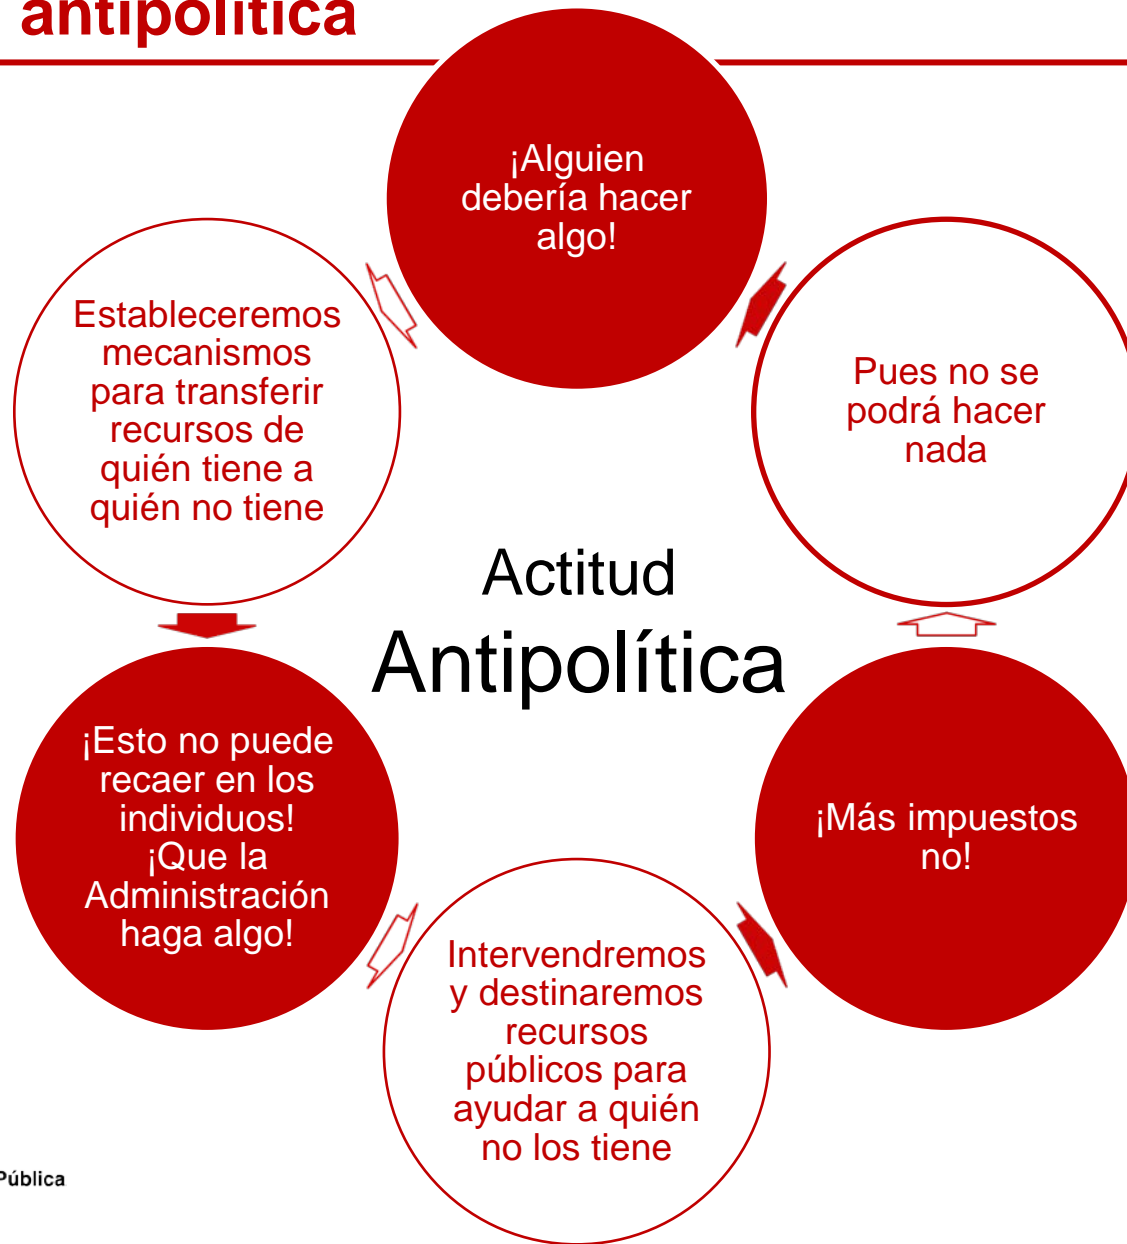 antipolítica
¡Alguien
debería hacer
algo!
Estableceremos
mecanismos
para transferir
recursos de
quién tiene a
quién no tiene
¡Esto no puede
recaer en los
individuos!
¡Que la
Administración
haga algo!
Intervendremos
y destinaremos
recursos
públicos para
ayudar a quién
no los tiene
¡Más impuestos
no!
Pues no se
podrá hacer
nada
Actitud
Antipolítica
Pública